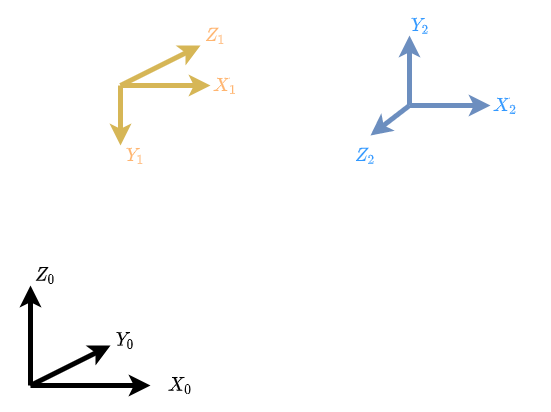 Z₁
X₁
Y₁
Y₂
X₂
Z₂
Z₀
Y₀
X₀